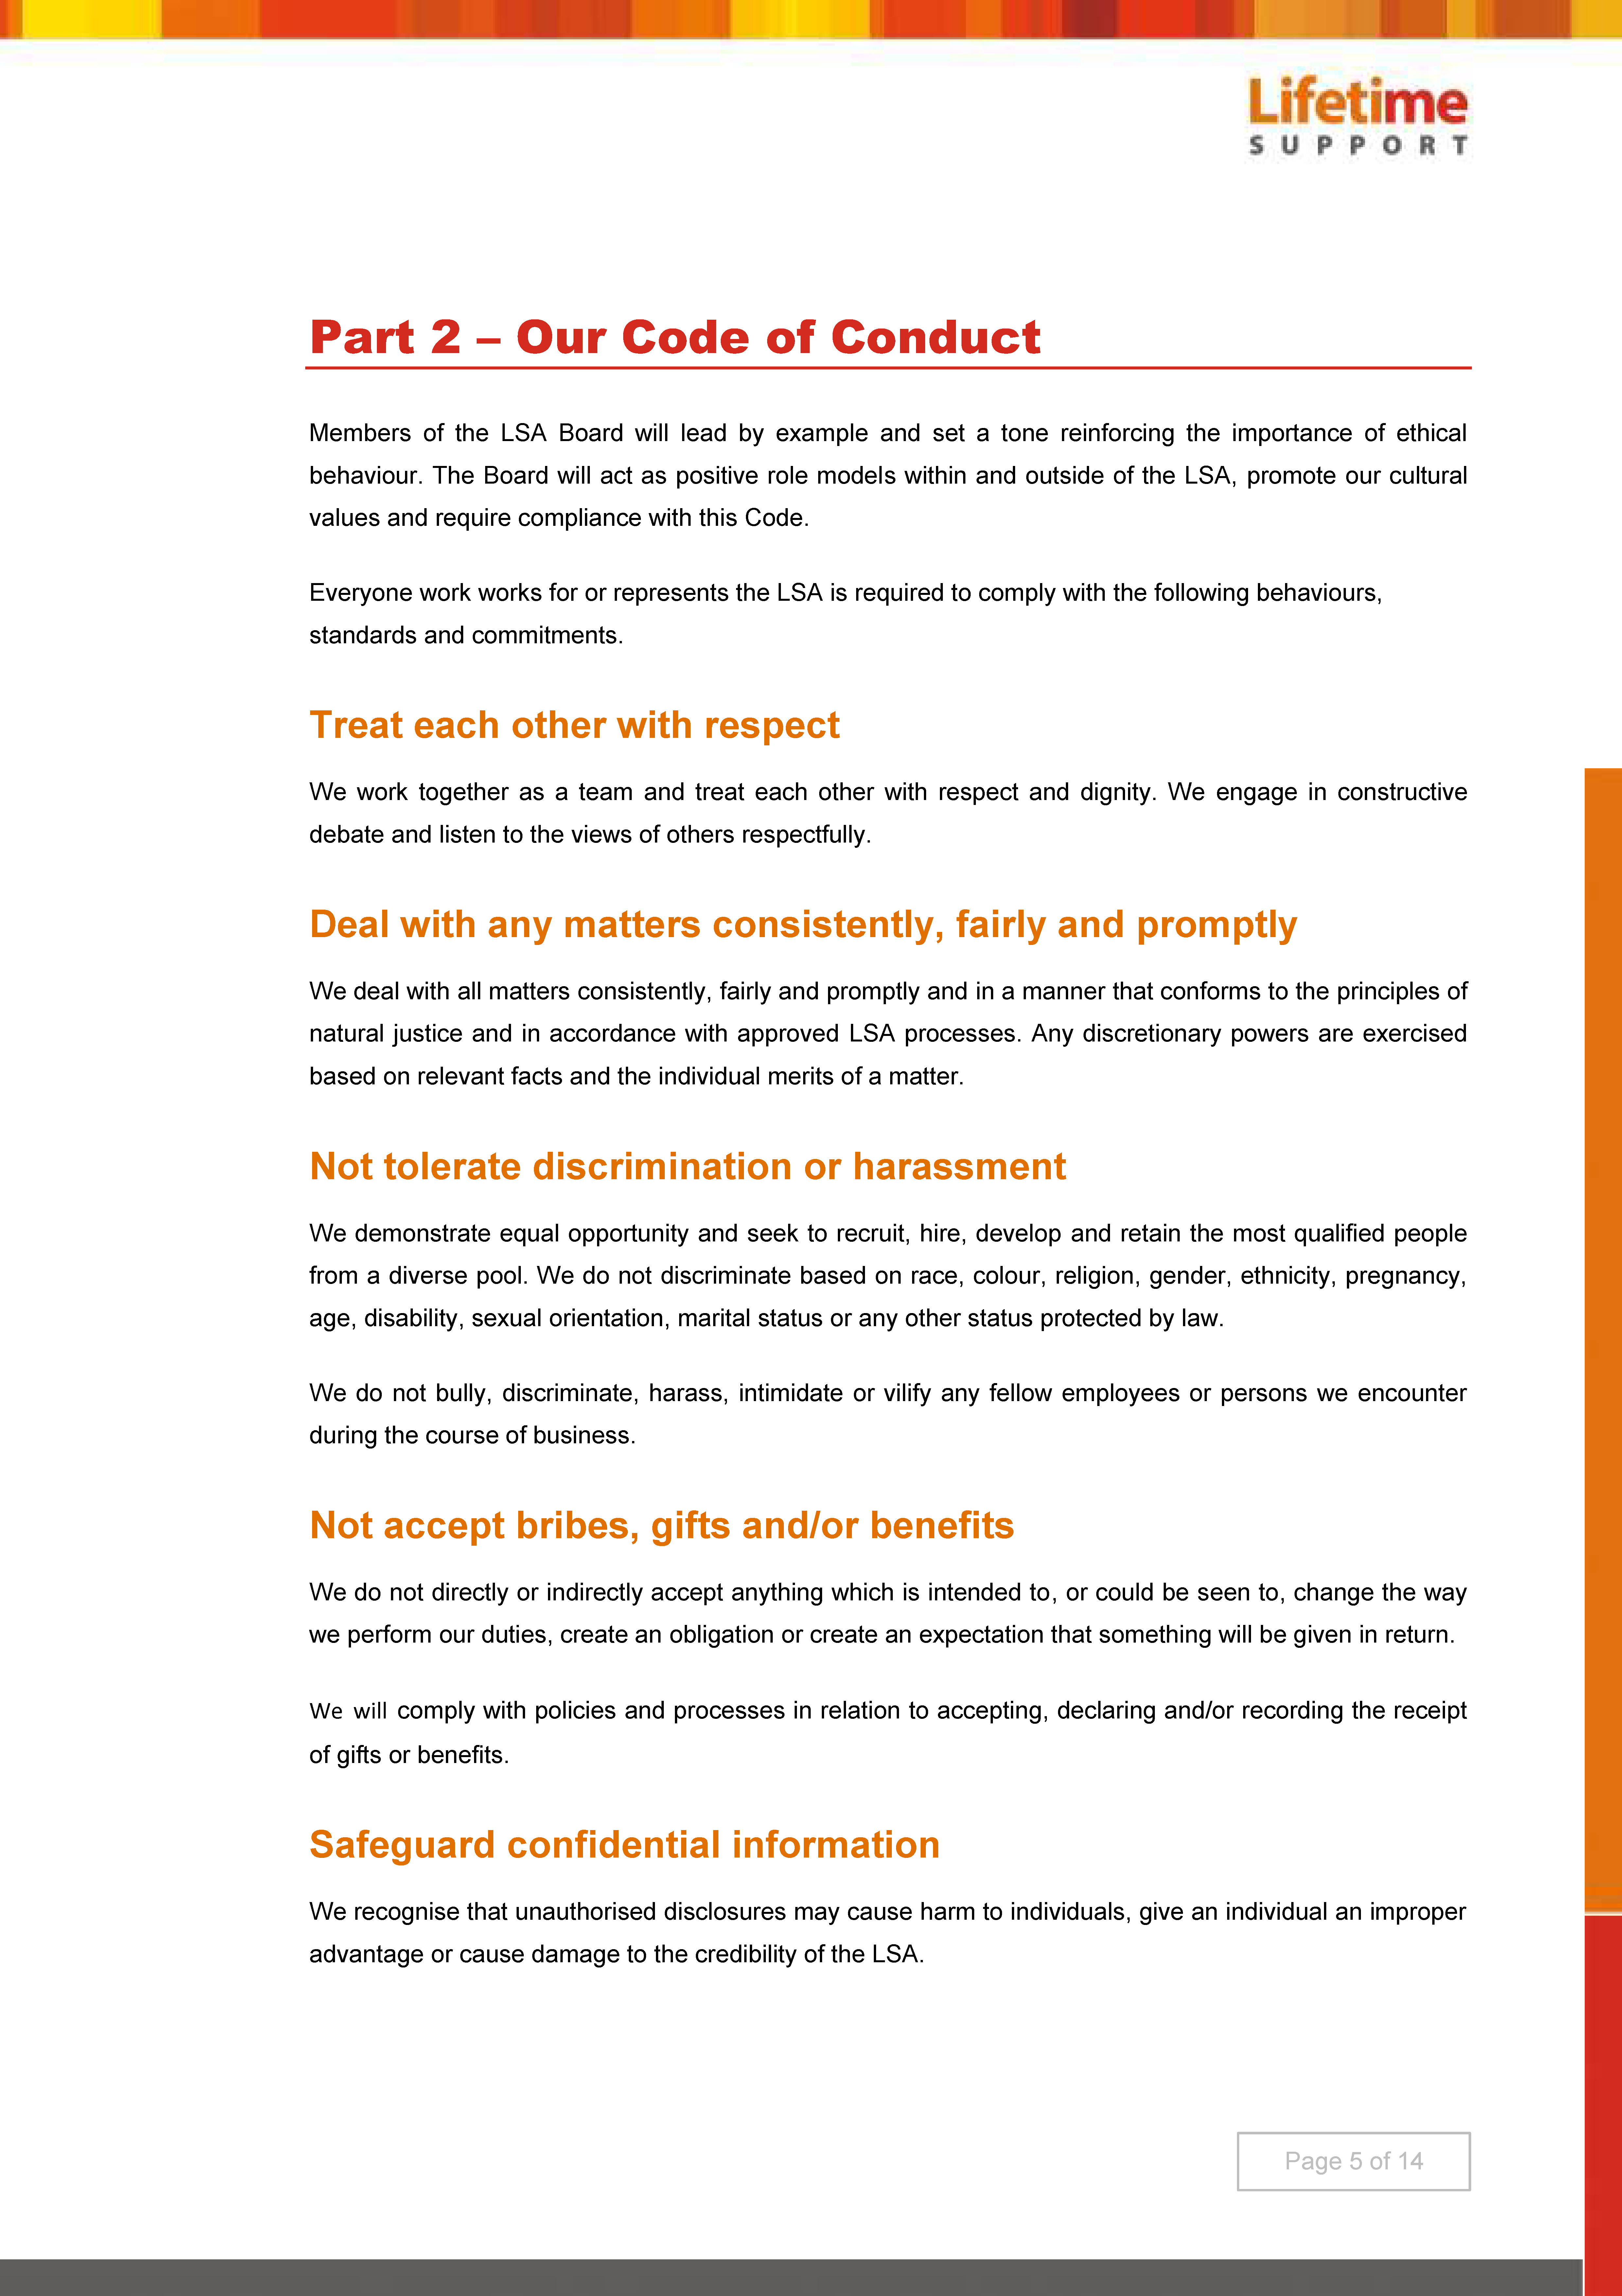 Lifetime
SUPPORT
Part 2 – Our Code of Conduct
Members of the LSA Board will lead by example and set a tone reinforcing the importance of ethical
behaviour. The Board will act as positive role models within and outside of the LSA, promote our cultural
values and require compliance with this Code.
Everyone work works for or represents the LSA is required to comply with the following behaviours,
standards and commitments.
Treat each other with respect
We work together as a team and treat each other with respect and dignity. We engage in constructive
debate and listen to the views of others respectfully.
Deal with any matters consistently, fairly and promptly
We deal with all matters consistently, fairly and promptly and in a manner that conforms to the principles of
natural justice and in accordance with approved LSA processes. Any discretionary powers are exercised
based on relevant facts and the individual merits of a matter.
Not tolerate discrimination or harassment
We demonstrate equal opportunity and seek to recruit, hire, develop and retain the most qualified people
from a diverse pool. We do not discriminate based on race, colour, religion, gender, ethnicity, pregnancy,
age, disability, sexual orientation, marital status or any other status protected by law.
We do not bully, discriminate, harass, intimidate or vilify any fellow employees or persons we encounter
during the course of business.
Not accept bribes, gifts and/or benefits
We do not directly or indirectly accept anything which is intended to, or could be seen to, change the way
we perform our duties, create an obligation or create an expectation that something will be given in return.
We will comply with policies and processes in relation to accepting, declaring and/or recording the receipt
of gifts or benefits.
Safeguard confidential information
We recognise that unauthorised disclosures may cause harm to individuals, give an individual an improper
advantage or cause damage to the credibility of the LSA.
Page 5 of 14